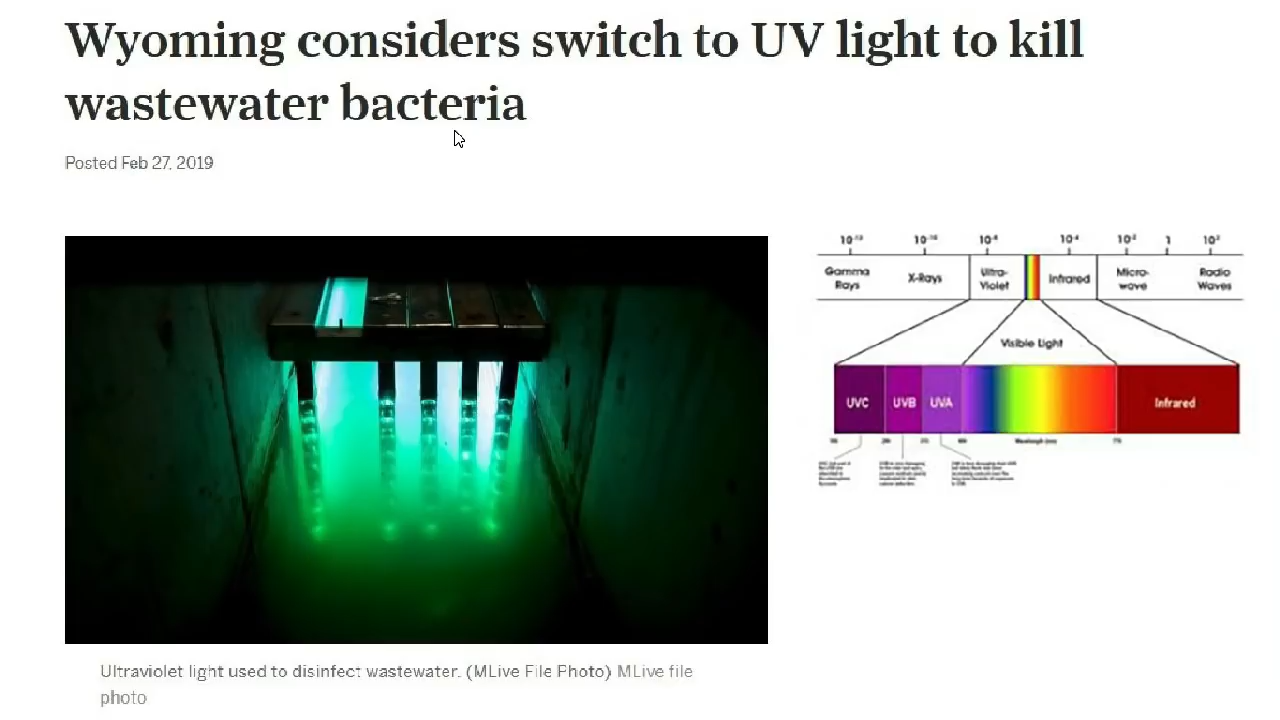 Wyoming considers switch to UV light to kill
wastewater bacteria
Posted Feb 27, 2019
10⁻¹² 10⁻¹⁰ 10⁻⁸ 10⁻⁴ 10⁻² 1 10²
Gamma Rays X-Rays Ultra-Violet Infrared Micro-wave Radio Waves
Visible Light
UVC UVB UVA Infrared
Wavelength (nm)
Ultraviolet light used to disinfect wastewater. (MLive File Photo) MLive file
photo